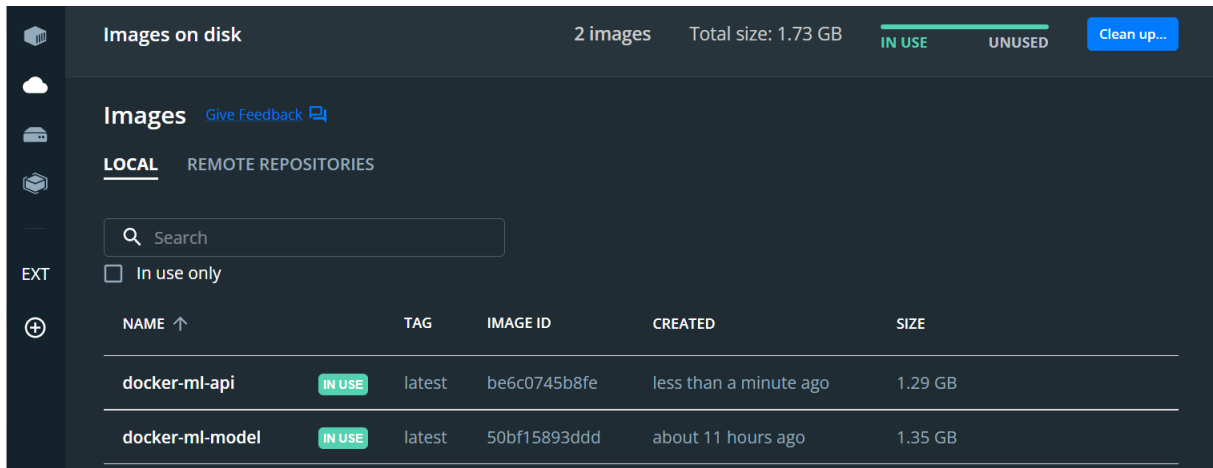 Images on disk 2 images Total size: 1.73 GB IN USE UNUSED Clean up...
Images Give Feedback
LOCAL REMOTE REPOSITORIES
Search
EXT In use only
NAME TAG IMAGE ID CREATED SIZE
docker-ml-api IN USE latest be6c0745b8fe less than a minute ago 1.29 GB
docker-ml-model IN USE latest 50bf15893ddd about 11 hours ago 1.35 GB